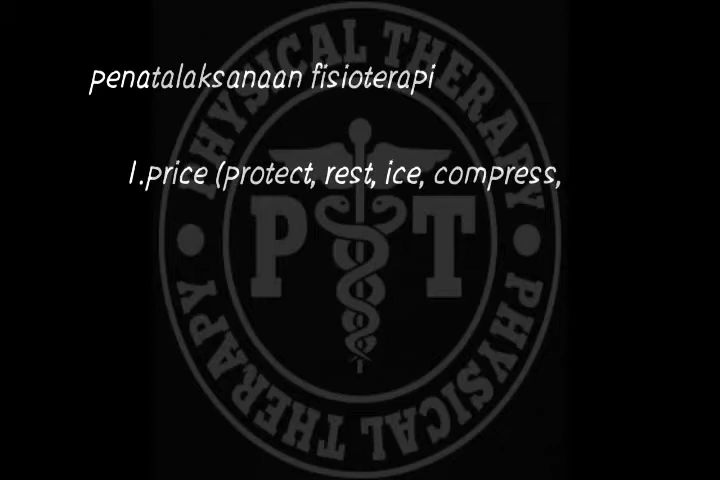 penatalaksanaan fisioterapi
1.price (protect, rest, ice, compress,
PHYSICAL THERAPY
P T
PHYSICAL THERAPY